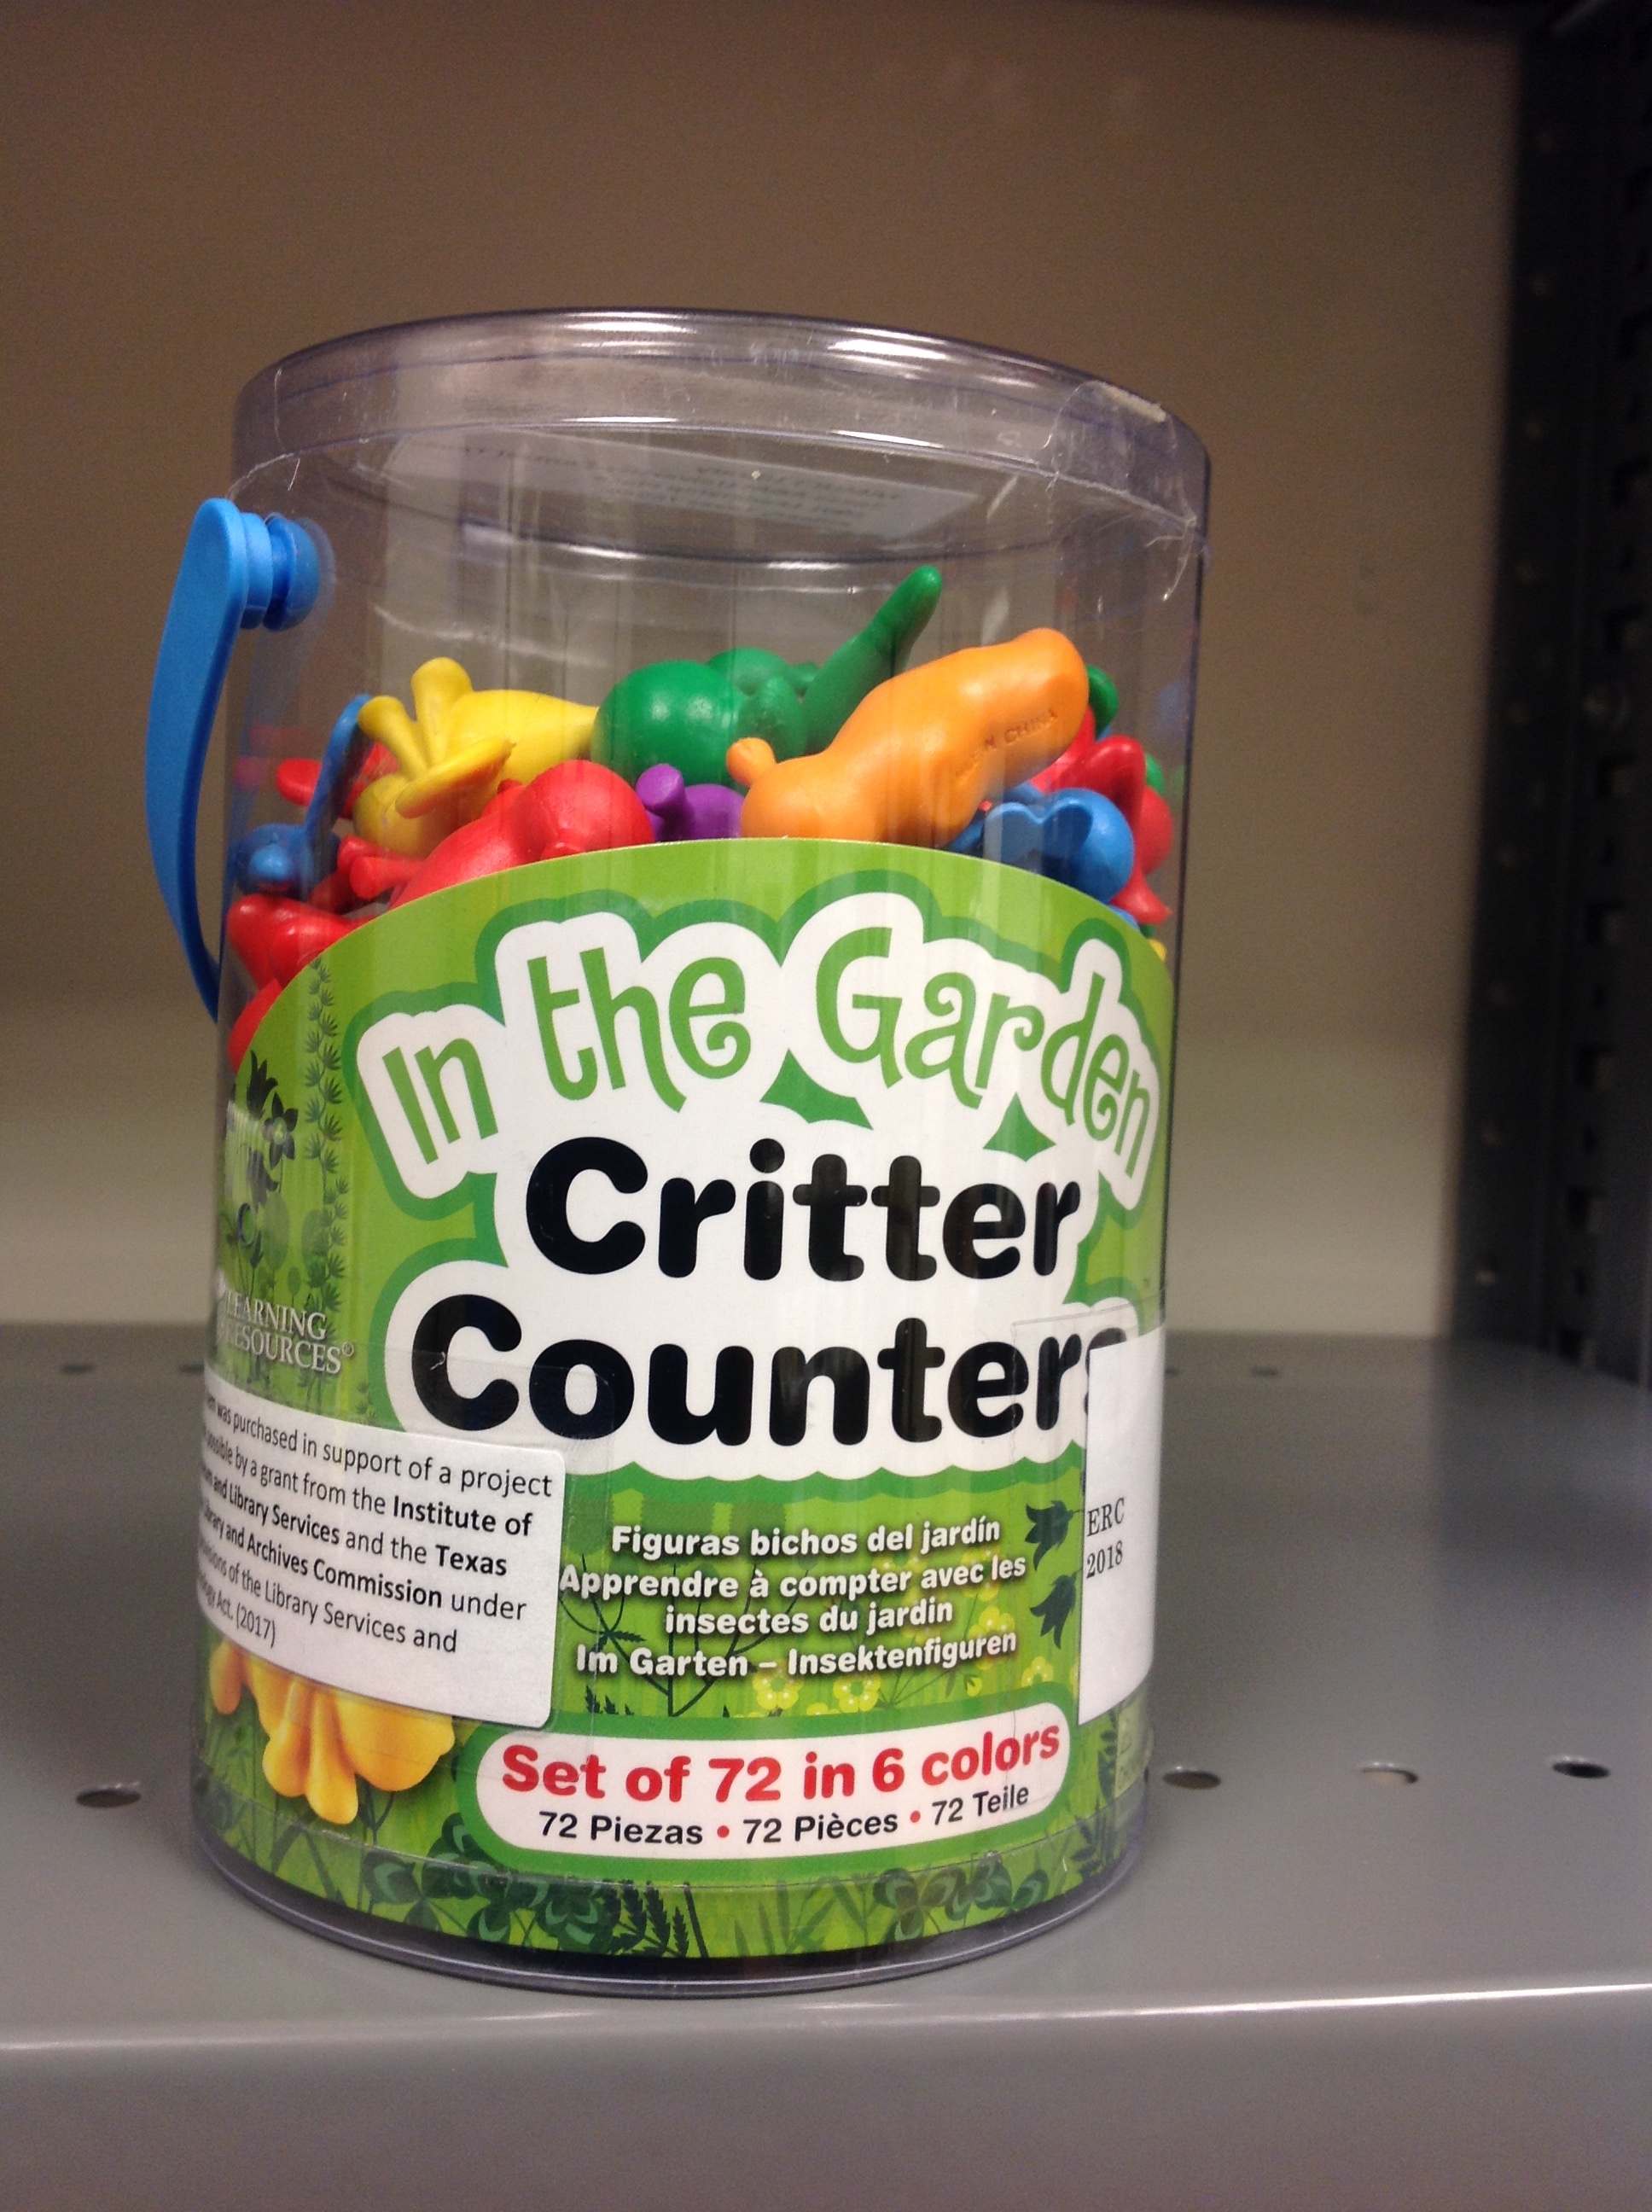 CHINA
In the Garden
Critter
Counters
LEARNING
RESOURCES®
was purchased in support of a project
by a grant from the Institute of
and Library Services and the Texas
Library and Archives Commission under
of the Library Services and
Act. (2017)
ERC
2018
Figuras bichos del jardín
Apprendre à compter avec les
insectes du jardin
Im Garten – Insektenfiguren
Set of 72 in 6 colors
72 Piezas • 72 Pièces • 72 Teile